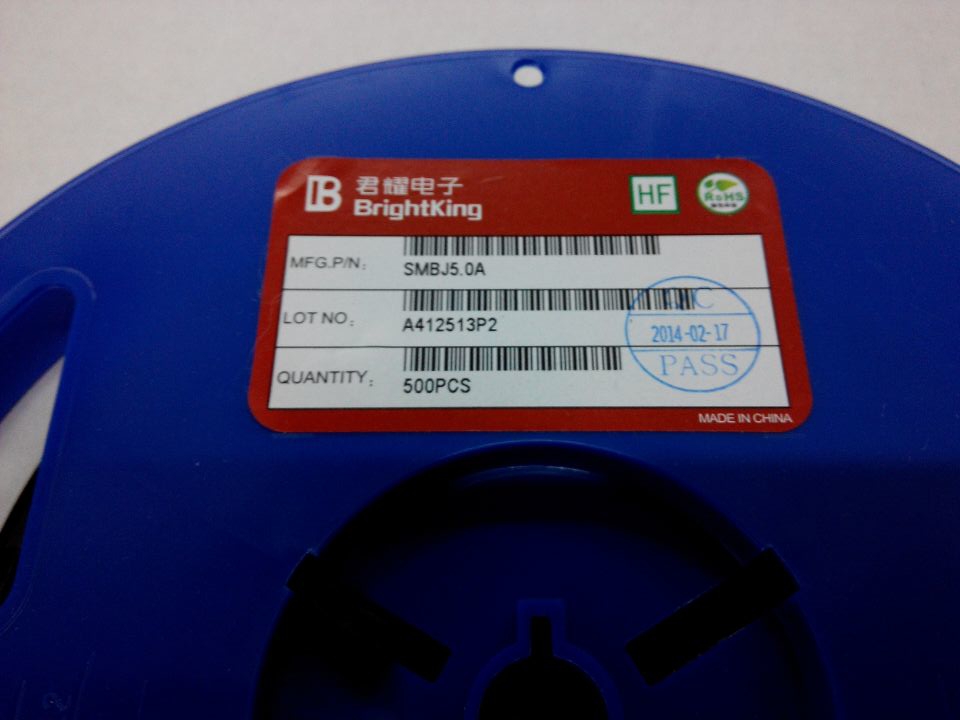 B
君耀电子
BrightKing
HF
RoHS
MFG.P/N:
SMBJ5.0A
LOT NO:
A412513P2
QC
2014-02-17
PASS
QUANTITY:
500PCS
MADE IN CHINA